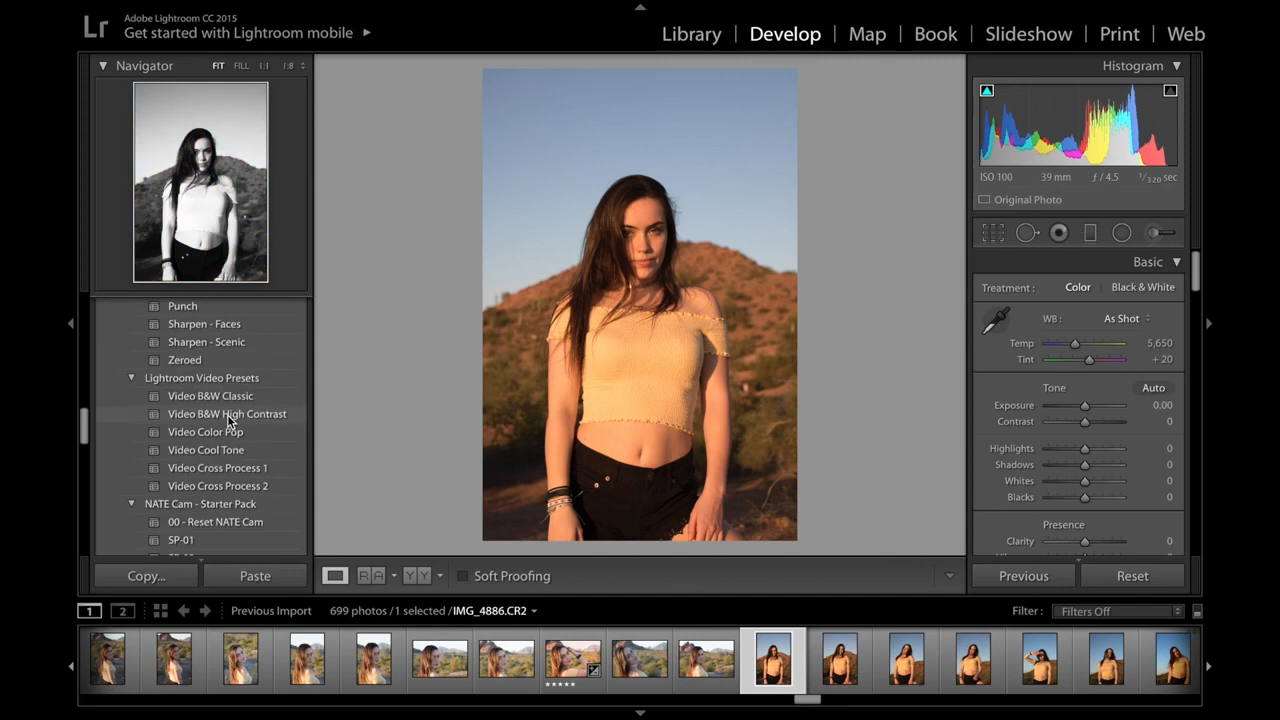 Lr
Adobe Lightroom CC 2015
Get started with Lightroom mobile
Library | Develop | Map | Book | Slideshow | Print | Web
Navigator FIT FILL 1:1 1:8
Punch
Sharpen - Faces
Sharpen - Scenic
Zeroed
Lightroom Video Presets
Video B&W Classic
Video B&W High Contrast
Video Color Pop
Video Cool Tone
Video Cross Process 1
Video Cross Process 2
NATE Cam - Starter Pack
00 - Reset NATE Cam
SP-01
Copy... Paste
Histogram
ISO 100 39 mm ƒ / 4.5 1/320 sec
Original Photo
Basic
Treatment : Color Black & White
WB : As Shot
Temp 5,650
Tint + 20
Tone Auto
Exposure 0.00
Contrast 0
Highlights 0
Shadows 0
Whites 0
Blacks 0
Presence
Clarity 0
RA YY Soft Proofing
Previous Reset
1 2 Previous Import 699 photos / 1 selected / IMG_4886.CR2 Filter : Filters Off